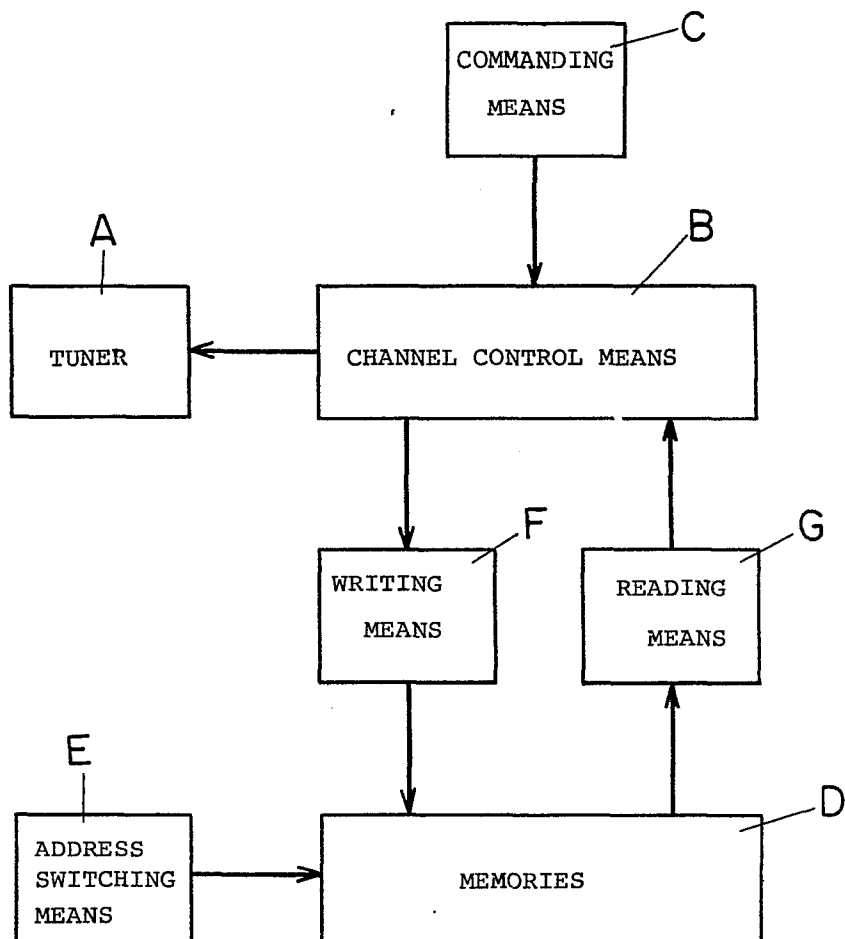 C
COMMANDING
MEANS
A
B
TUNER
CHANNEL CONTROL MEANS
F
G
WRITING
MEANS
READING
MEANS
E
D
ADDRESS
SWITCHING
MEANS
MEMORIES